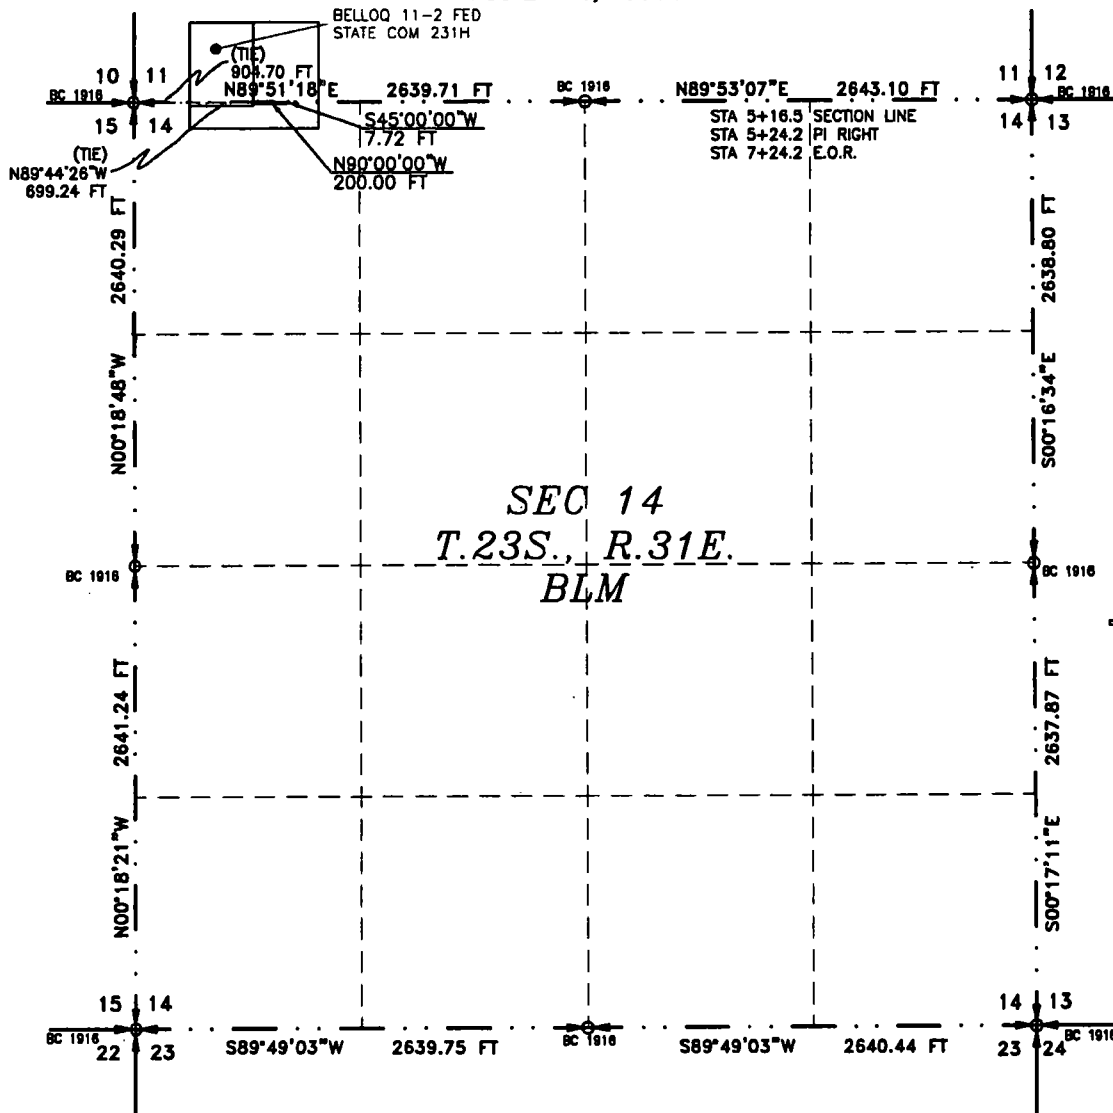 BELLOQ 11-2 FED
STATE COM 231H
(TIE)
904.70 FT
10 11
BC 1916
15 14
N89°51'18"E 2639.71 FT
BC 1916
N89°53'07"E 2643.10 FT
11 12
BC 1916
14 13
STA 5+16.5 SECTION LINE
STA 5+24.2 PI RIGHT
STA 7+24.2 E.O.R.
S45°00'00"W
7.72 FT
(TIE)
N89°44'26"W
699.24 FT
N90°00'00"W
200.00 FT
2640.29 FT
N00°18'48"W
2638.80 FT
S00°16'34"E
SEC 14
T.23S., R.31E.
BLM
BC 1916
BC 1916
2641.24 FT
N00°18'21"W
2637.87 FT
S00°17'11"E
15 14
BC 1916
22 23
S89°49'03"W 2639.75 FT
BC 1916
S89°49'03"W 2640.44 FT
14 13
BC 1916
23 24